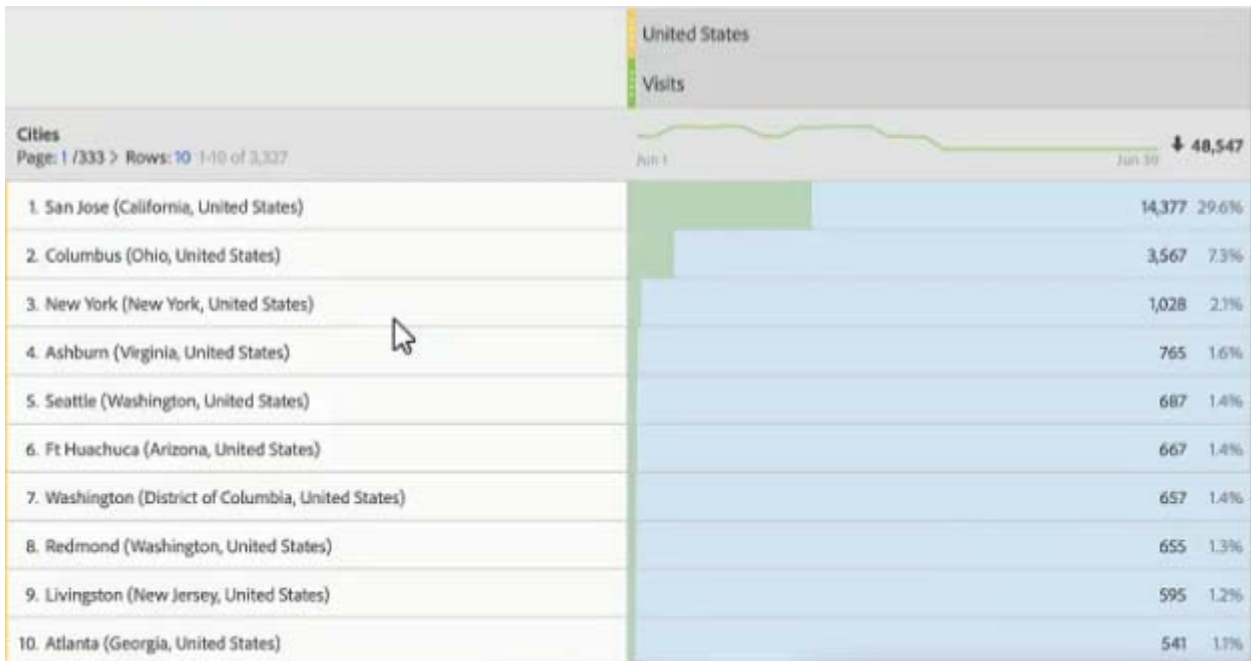 United States
Visits
Cities
Page: 1 /333 > Rows: 10 1-10 of 3,327
Jun 1
Jun 30
48,547
1. San Jose (California, United States) 14,377 29.6%
2. Columbus (Ohio, United States) 3,567 7.3%
3. New York (New York, United States) 1,028 2.1%
4. Ashburn (Virginia, United States) 765 1.6%
5. Seattle (Washington, United States) 687 1.4%
6. Ft Huachuca (Arizona, United States) 667 1.4%
7. Washington (District of Columbia, United States) 657 1.4%
8. Redmond (Washington, United States) 655 1.3%
9. Livingston (New Jersey, United States) 595 1.2%
10. Atlanta (Georgia, United States) 541 1.1%